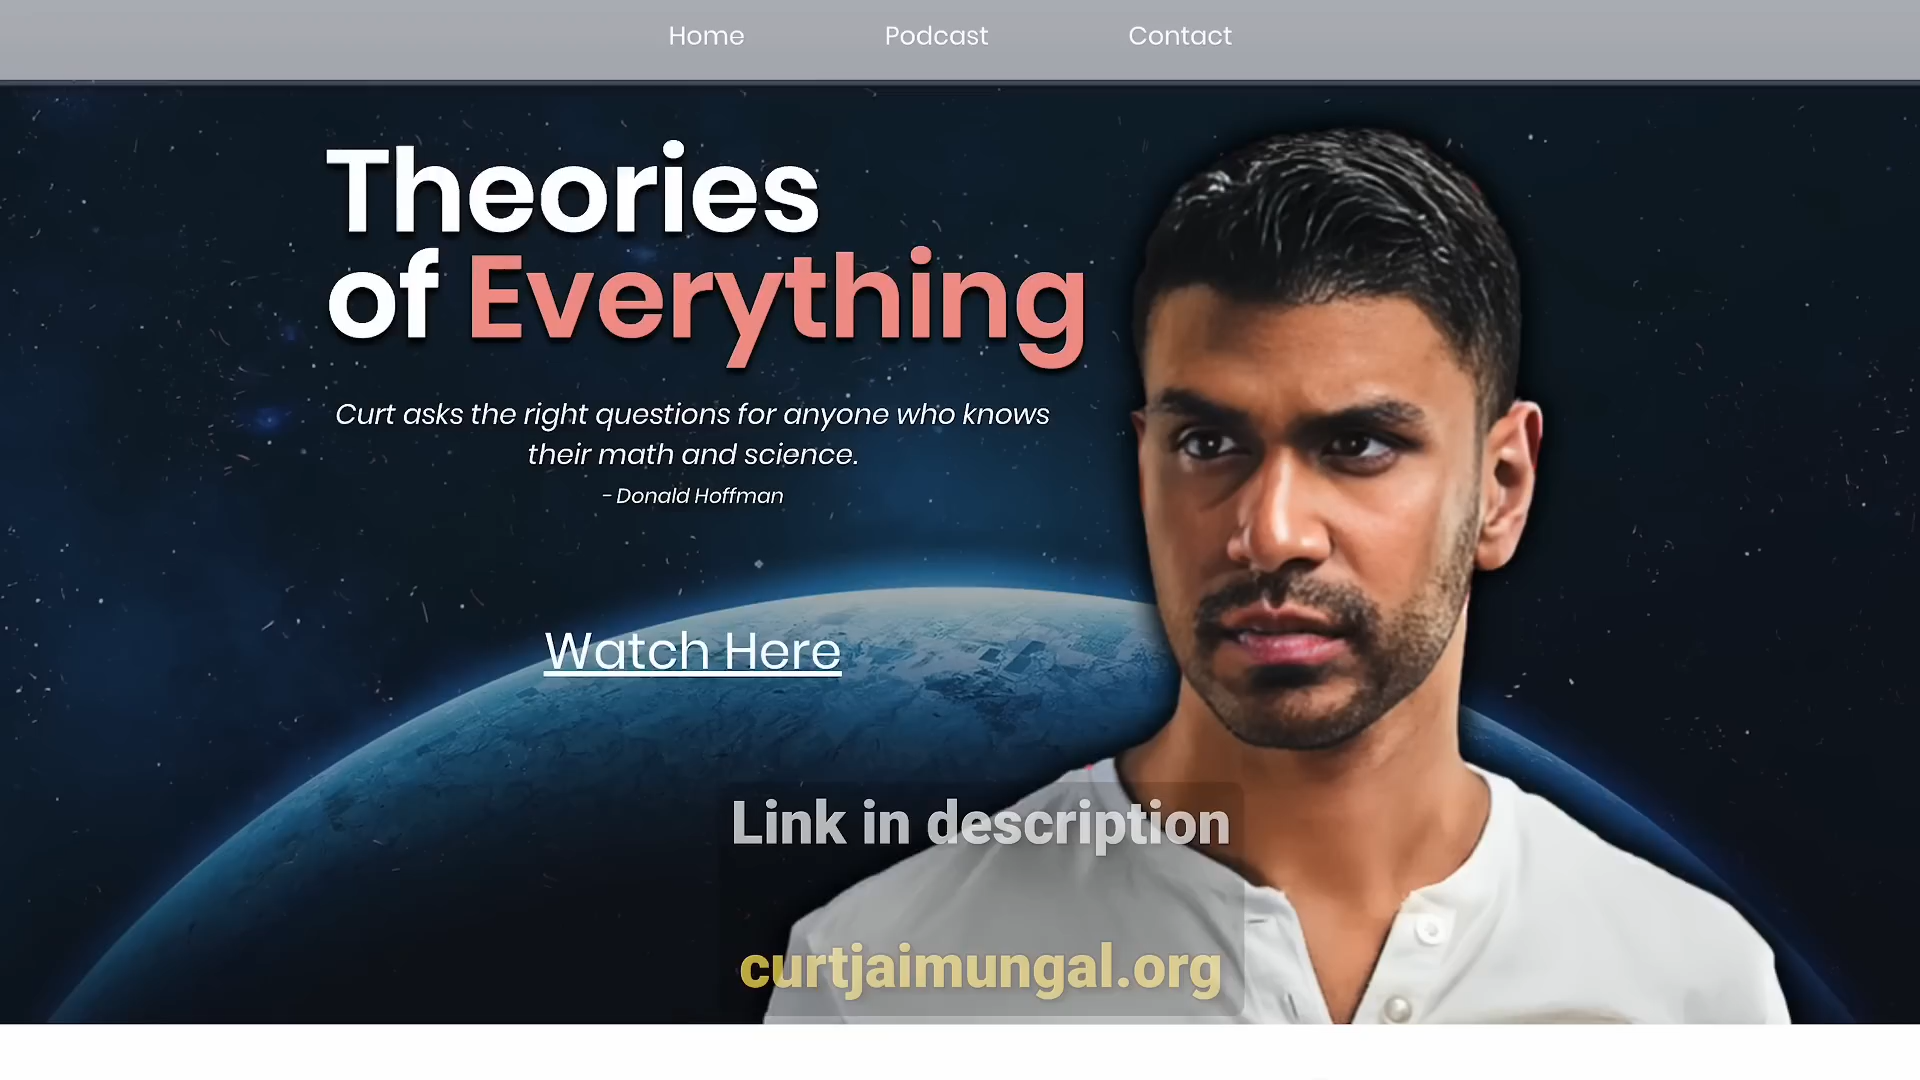 Home Podcast Contact
Theories
of Everything
Curt asks the right questions for anyone who knows
their math and science.
- Donald Hoffman
Watch Here
Link in description
curtjaimungal.org